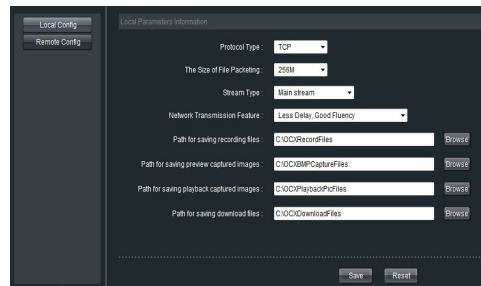 Local Config
Remote Config
Local Parameters Information
Protocol Type : TCP
The Size of File Packeting : 256M
Stream Type : Main stream
Network Transmission Feature : Less Delay, Good Fluency
Path for saving recording files : C:\OCXRecordFiles Browse
Path for saving preview captured images : C:\OCXBMPCaptureFiles Browse
Path for saving playback captured images : C:\OCXPlaybackPicFiles Browse
Path for saving download files : C:\OCXDownloadFiles Browse
Save Reset